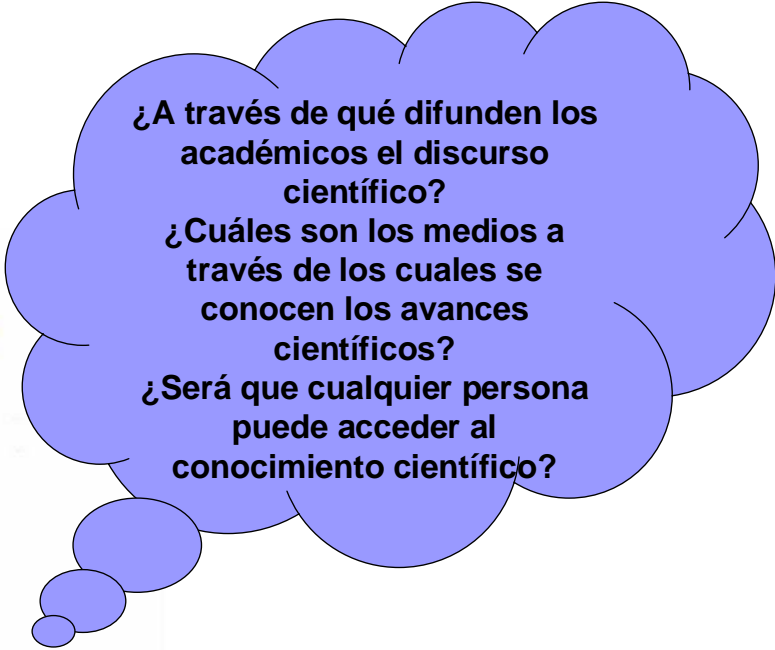 ¿A través de qué difunden los
académicos el discurso
científico?
¿Cuáles son los medios a
través de los cuales se
conocen los avances
científicos?
¿Será que cualquier persona
puede acceder al
conocimiento científico?